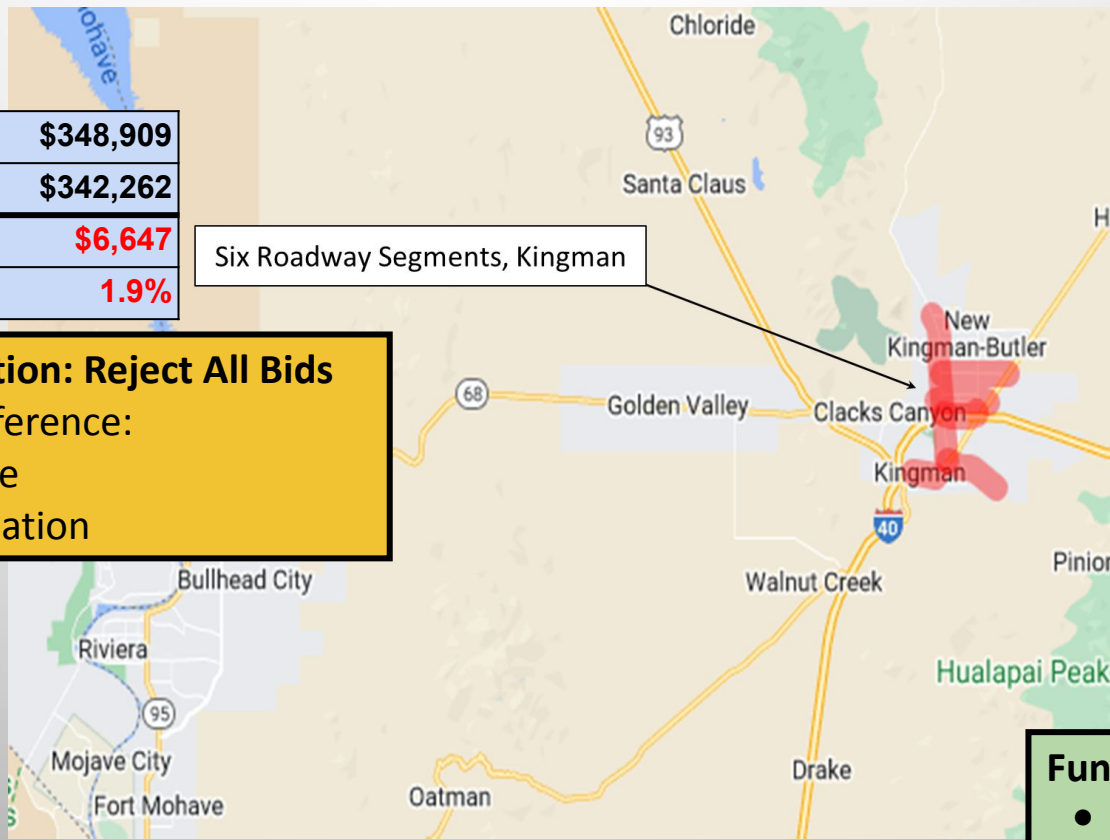 Chloride
ohave
$348,909
93
$342,262
Santa Claus
$6,647
H
Six Roadway Segments, Kingman
1.9%
New
Kingman-Butler
tion: Reject All Bids
68
Golden Valley
Clacks Canyon
ference:
e
Kingman
ation
40
Pinion
Bullhead City
Walnut Creek
Riviera
Hualapai Peak
95
Mojave City
Drake
Fun
Fort Mohave
Oatman
•